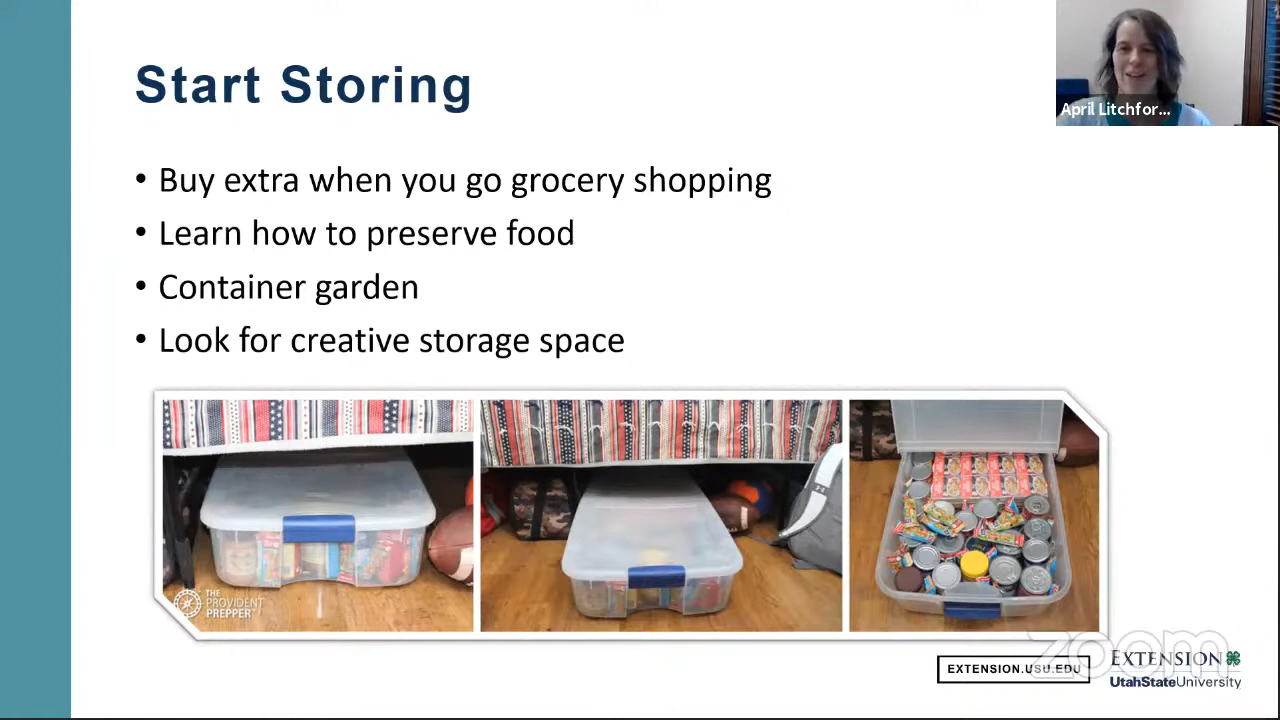 Start Storing
April Litchfor...
• Buy extra when you go grocery shopping
• Learn how to preserve food
• Container garden
• Look for creative storage space
THE
PROVIDENT
PREPPER™
zoom
EXTENSION.USU.EDU
EXTENSION
UtahStateUniversity